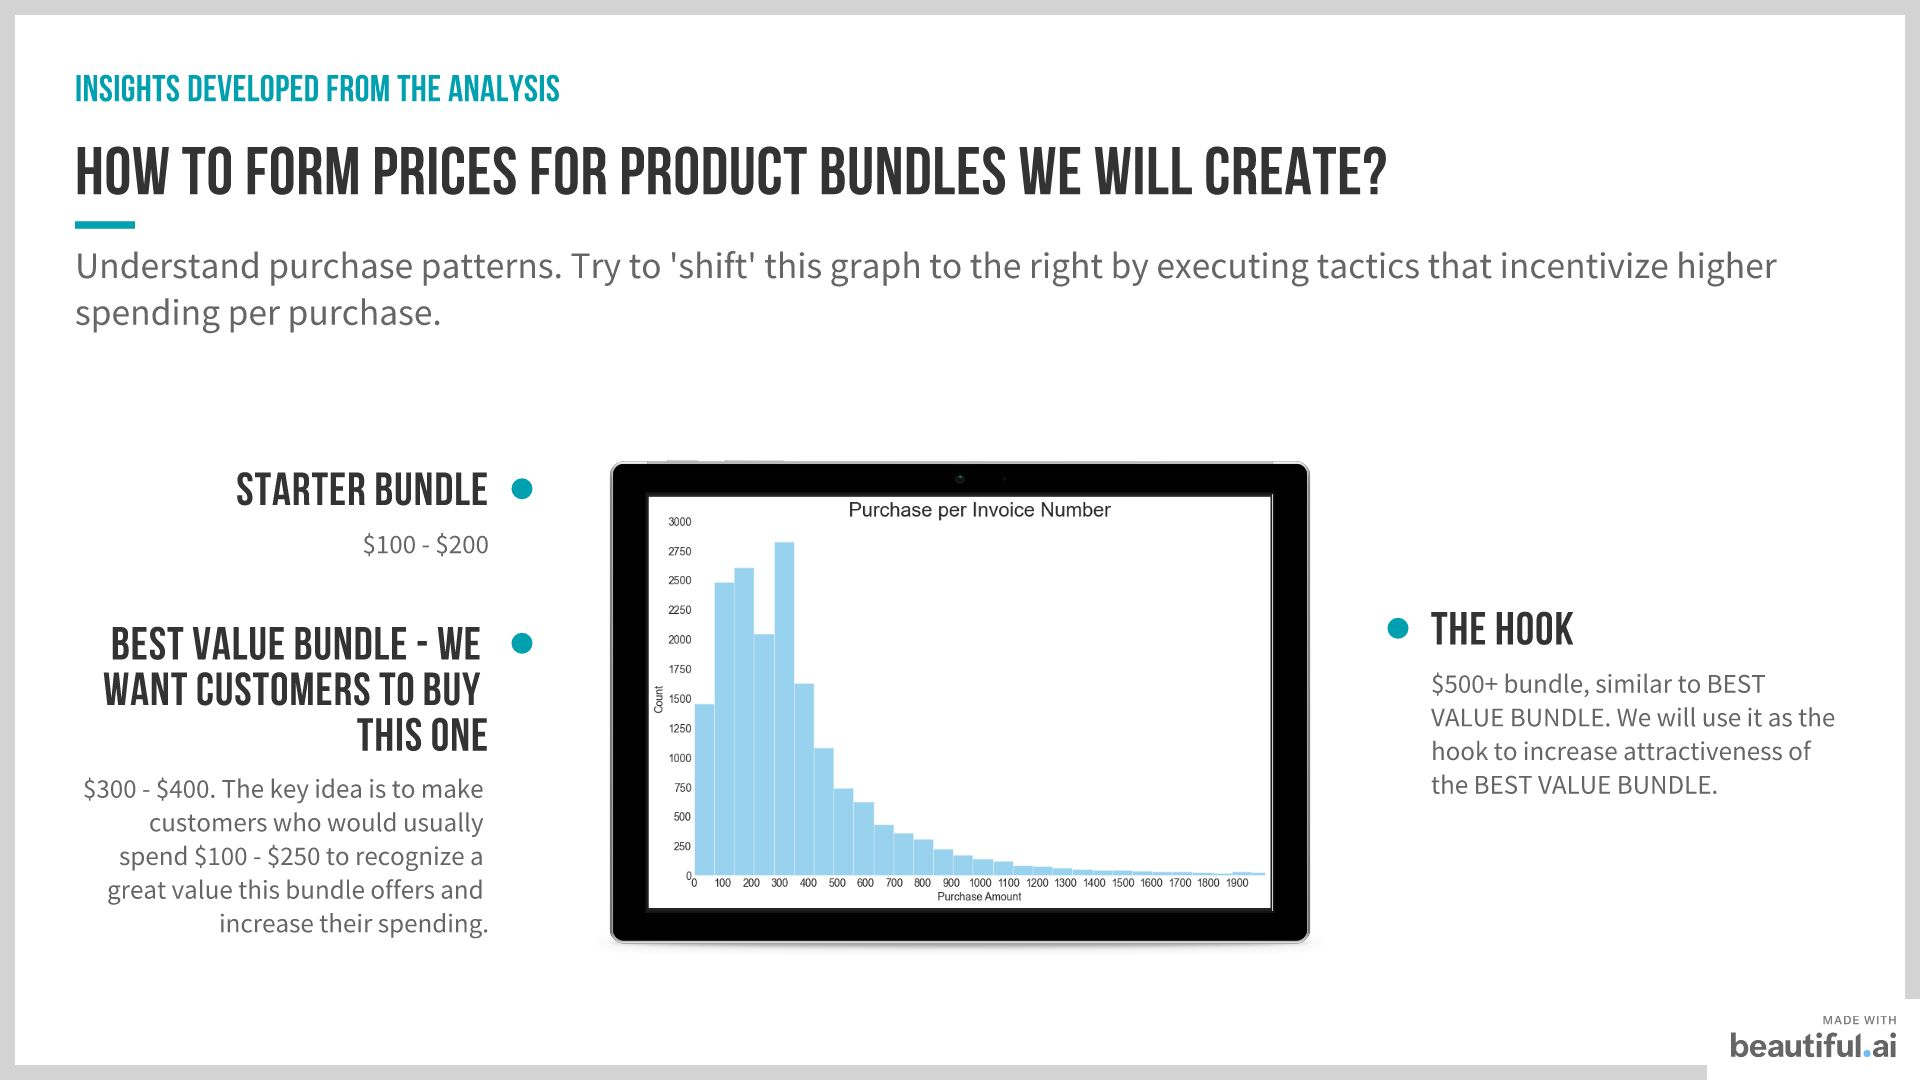 INSIGHTS DEVELOPED FROM THE ANALYSIS
HOW TO FORM PRICES FOR PRODUCT BUNDLES WE WILL CREATE?
Understand purchase patterns. Try to 'shift' this graph to the right by executing tactics that incentivize higher
spending per purchase.
STARTER BUNDLE
$100 - $200
BEST VALUE BUNDLE - WE
WANT CUSTOMERS TO BUY
THIS ONE
$300 - $400. The key idea is to make
customers who would usually
spend $100 - $250 to recognize a
great value this bundle offers and
increase their spending.
Purchase per Invoice Number
3000
2750
2500
2250
2000
1750
1500
1250
1000
750
500
250
0
Count
0 100 200 300 400 500 600 700 800 900 1000 1100 1200 1300 1400 1500 1600 1700 1800 1900
Purchase Amount
THE HOOK
$500+ bundle, similar to BEST
VALUE BUNDLE. We will use it as the
hook to increase attractiveness of
the BEST VALUE BUNDLE.
MADE WITH
beautiful.ai